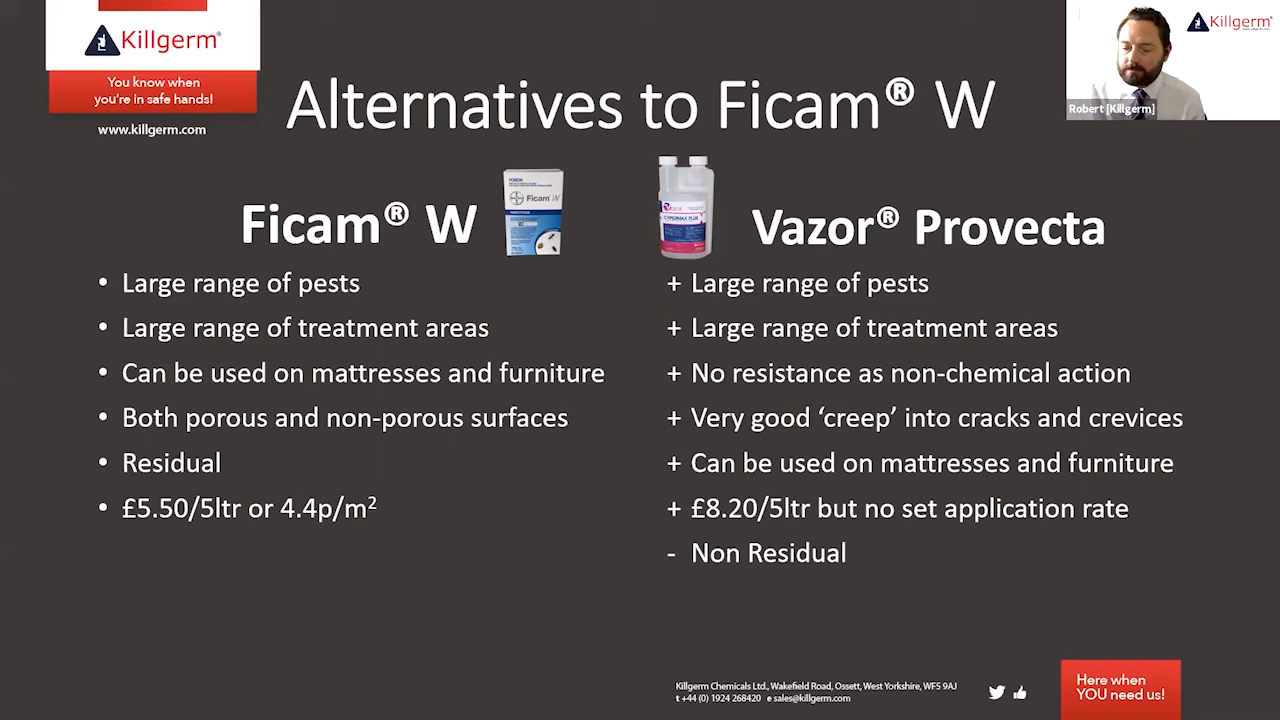 Killgerm®
You know when
you're in safe hands!
www.killgerm.com
Alternatives to Ficam® W
Killgerm®
Robert [Killgerm]
Ficam® W
POISON
Ficam W
CYPERMAX PLUS
Vazor® Provecta
• Large range of pests
• Large range of treatment areas
• Can be used on mattresses and furniture
• Both porous and non-porous surfaces
• Residual
• £5.50/5ltr or 4.4p/m²
+ Large range of pests
+ Large range of treatment areas
+ No resistance as non-chemical action
+ Very good ‘creep’ into cracks and crevices
+ Can be used on mattresses and furniture
+ £8.20/5ltr but no set application rate
- Non Residual
Killgerm Chemicals Ltd., Wakefield Road, Ossett, West Yorkshire, WF5 9AJ
t +44 (0) 1924 268420 e sales@killgerm.com
Here when
YOU need us!